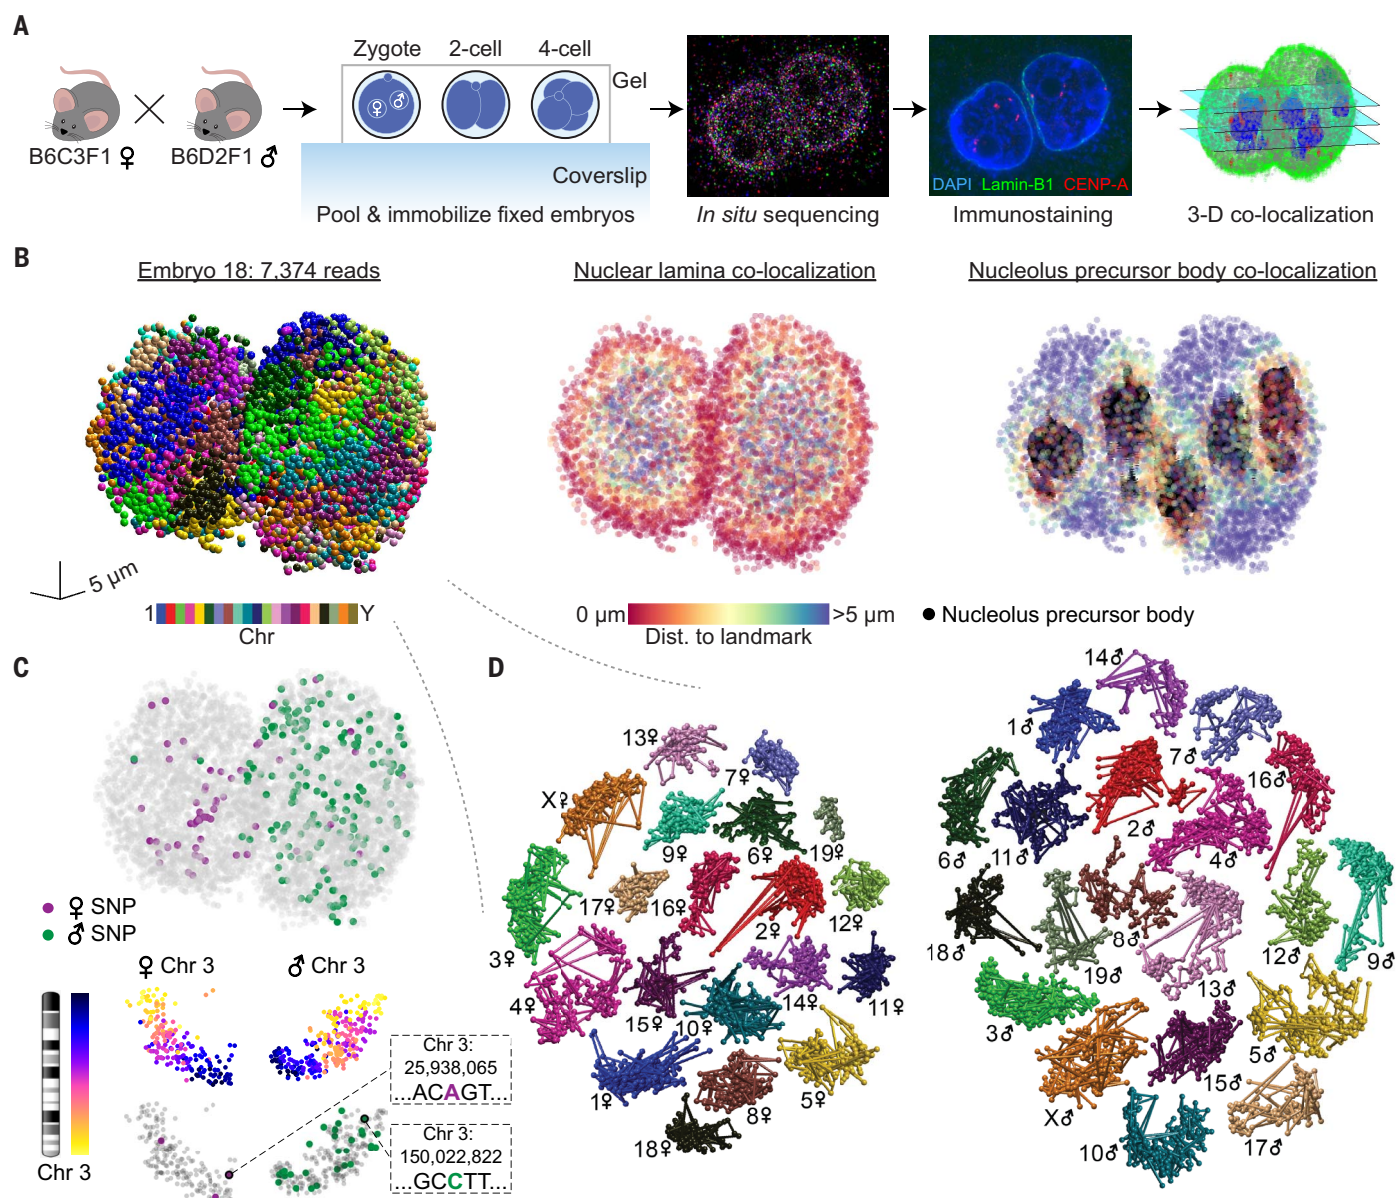 A
Zygote
2-cell
4-cell
Gel
♀
♂
B6C3F1 ♀
B6D2F1 ♂
Coverslip
Pool & immobilize fixed embryos
DAPI Lamin-B1 CENP-A
In situ sequencing
Immunostaining
3-D co-localization
B
Embryo 18: 7,374 reads
Nuclear lamina co-localization
Nucleolus precursor body co-localization
5 µm
1
Y
Chr
0 µm
>5 µm
Dist. to landmark
Nucleolus precursor body
C
♀ SNP
♂ SNP
♀ Chr 3
♂ Chr 3
Chr 3
Chr 3:
25,938,065
...ACAGT...
Chr 3:
150,022,822
...GCCTT...
D
13♀
7♀
X♀
9♀
6♀
19♀
17♀
16♀
2♀
12♀
3♀
4♀
15♀
10♀
14♀
11♀
1♀
8♀
5♀
18♀
14♂
1♂
7♂
16♂
6♂
11♂
2♂
4♂
18♂
19♂
8♂
13♂
12♂
9♂
3♂
5♂
X♂
15♂
10♂
17♂